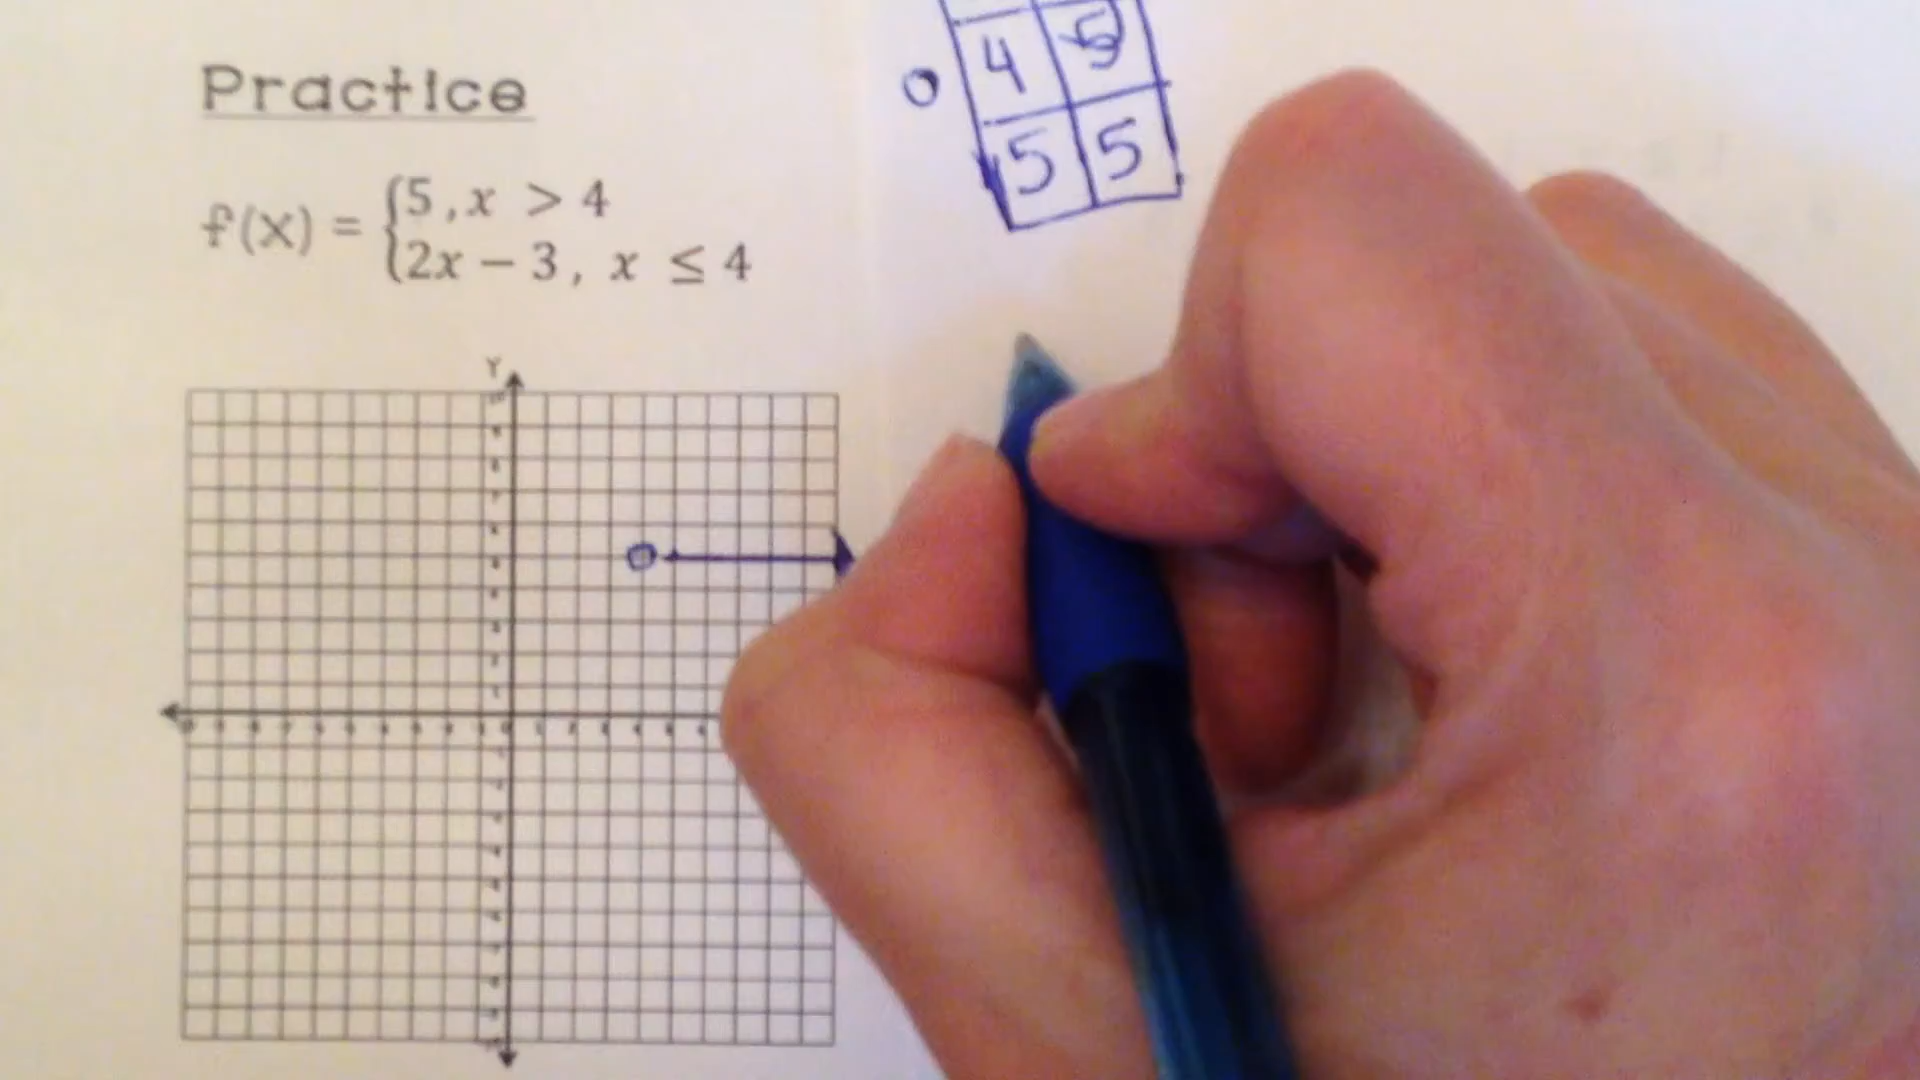 Practice
f(x) = {5, x > 4
{2x − 3, x ≤ 4
4 5
o
5 5
Y